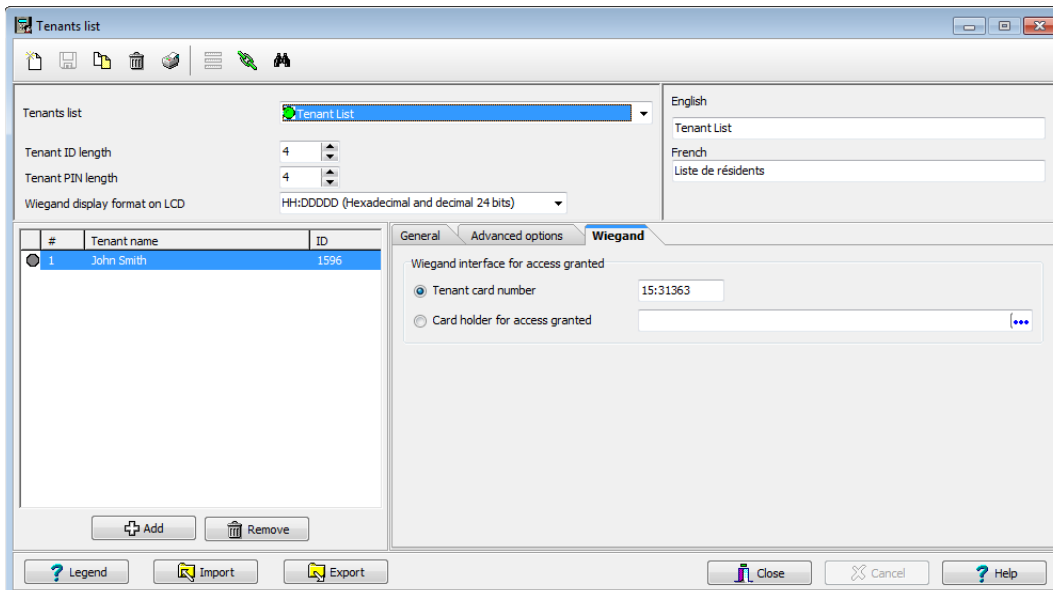 Tenants list
Tenants list
Tenant List
Tenant ID length
4
Tenant PIN length
4
Wiegand display format on LCD
HH:DDDDD (Hexadecimal and decimal 24 bits)
English
Tenant List
French
Liste de résidents
# Tenant name ID
1 John Smith 1596
Add
Remove
General Advanced options Wiegand
Wiegand interface for access granted
Tenant card number
15:31363
Card holder for access granted
? Legend
Import
Export
Close
Cancel
? Help